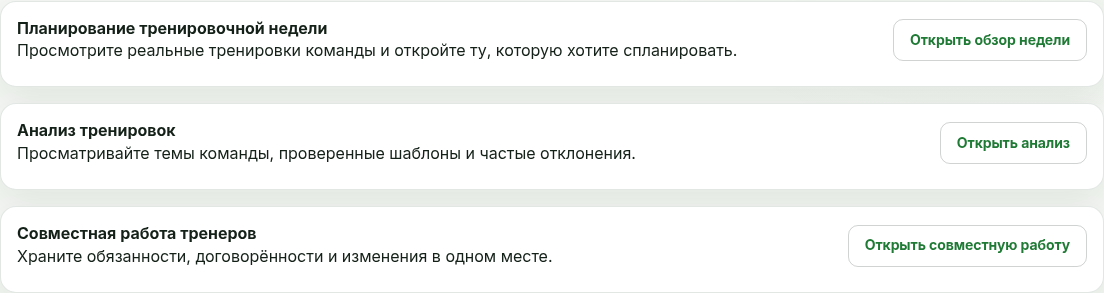 Планирование тренировочной недели
Просмотрите реальные тренировки команды и откройте ту, которую хотите спланировать.
Открыть обзор недели
Анализ тренировок
Просматривайте темы команды, проверенные шаблоны и частые отклонения.
Открыть анализ
Совместная работа тренеров
Храните обязанности, договорённости и изменения в одном месте.
Открыть совместную работу